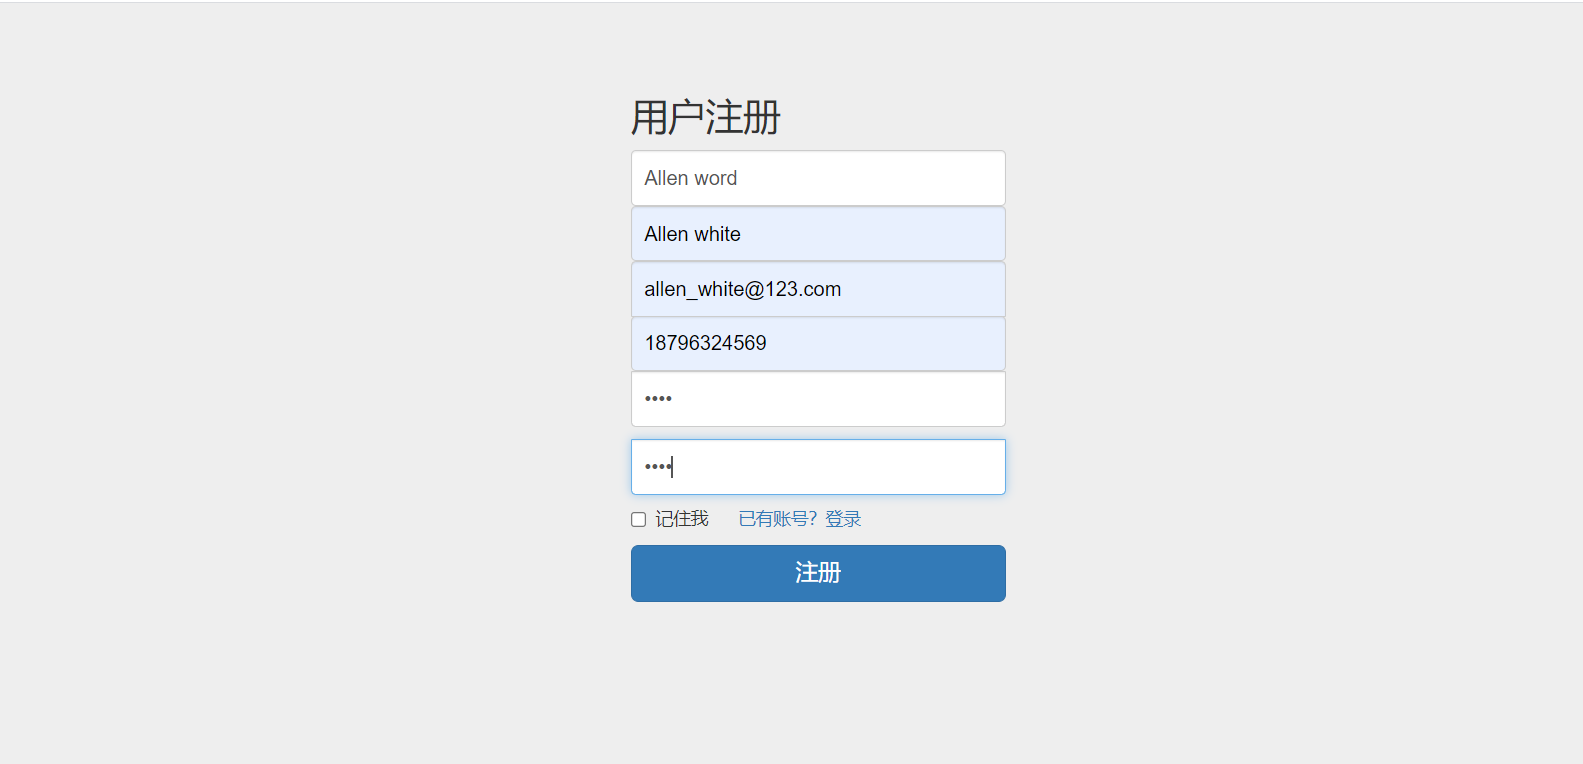 用户注册
Allen word
Allen white
allen_white@123.com
18796324569
••••
••••
记住我 已有账号？登录
注册